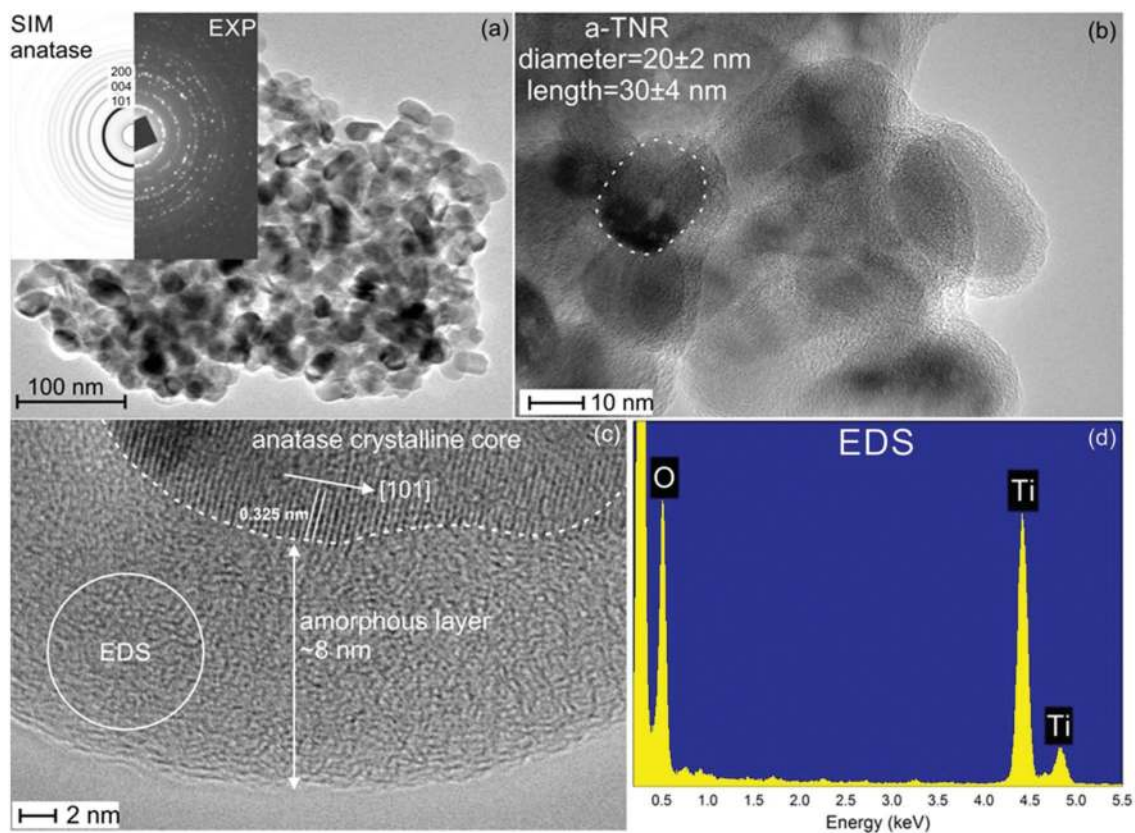 SIM
anatase
EXP
(a)
200
004
101
100 nm
a-TNR
diameter=20±2 nm
length=30±4 nm
(b)
10 nm
anatase crystalline core
(c)
[101]
0.325 nm
amorphous layer
~8 nm
EDS
2 nm
EDS
(d)
O
Ti
Ti
0.5 1.0 1.5 2.0 2.5 3.0 3.5 4.0 4.5 5.0 5.5
Energy (keV)